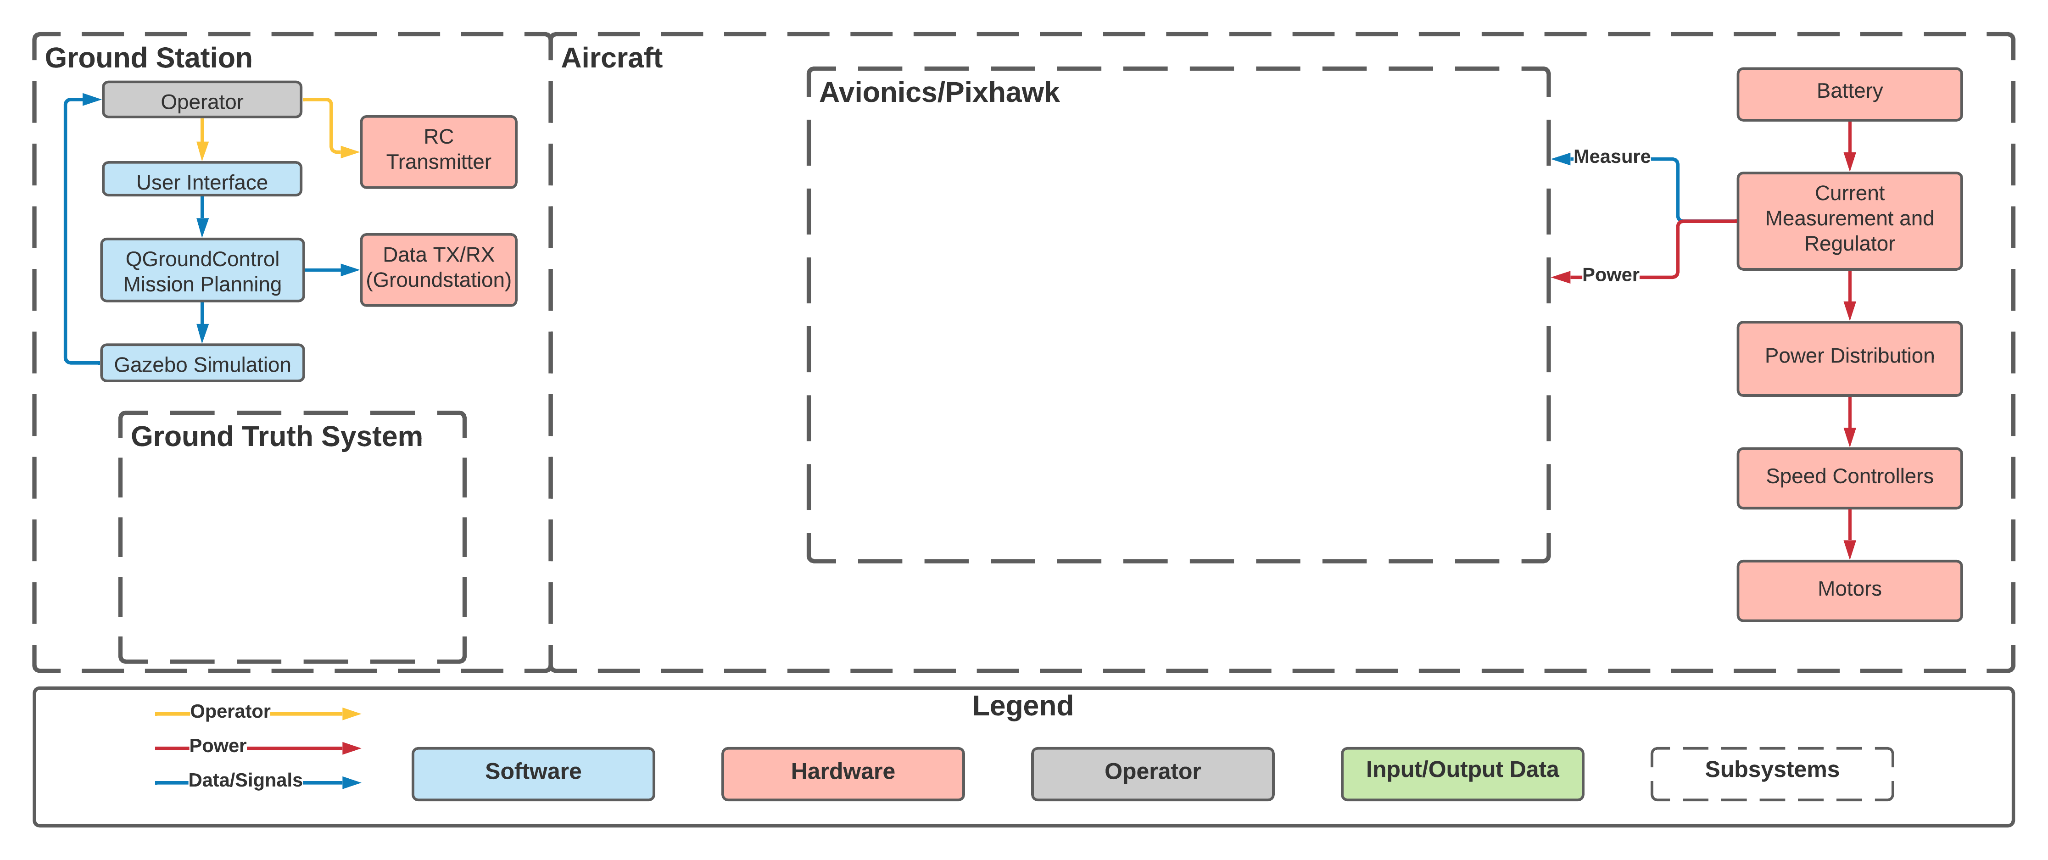 Ground Station
Operator
RC
Transmitter
User Interface
QGroundControl
Mission Planning
Data TX/RX
(Groundstation)
Gazebo Simulation
Ground Truth System
Aircraft
Avionics/Pixhawk
Measure
Power
Battery
Current
Measurement and
Regulator
Power Distribution
Speed Controllers
Motors
Legend
Operator
Power
Data/Signals
Software
Hardware
Operator
Input/Output Data
Subsystems